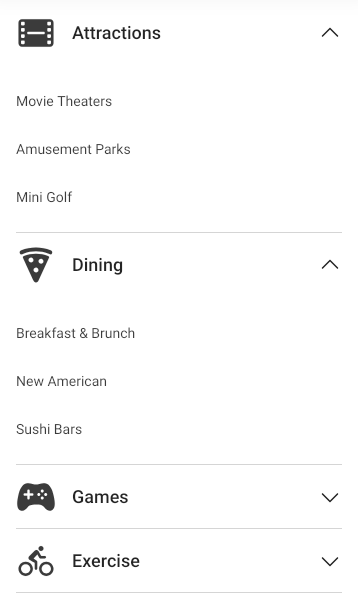 Attractions
Movie Theaters
Amusement Parks
Mini Golf
Dining
Breakfast & Brunch
New American
Sushi Bars
Games
Exercise